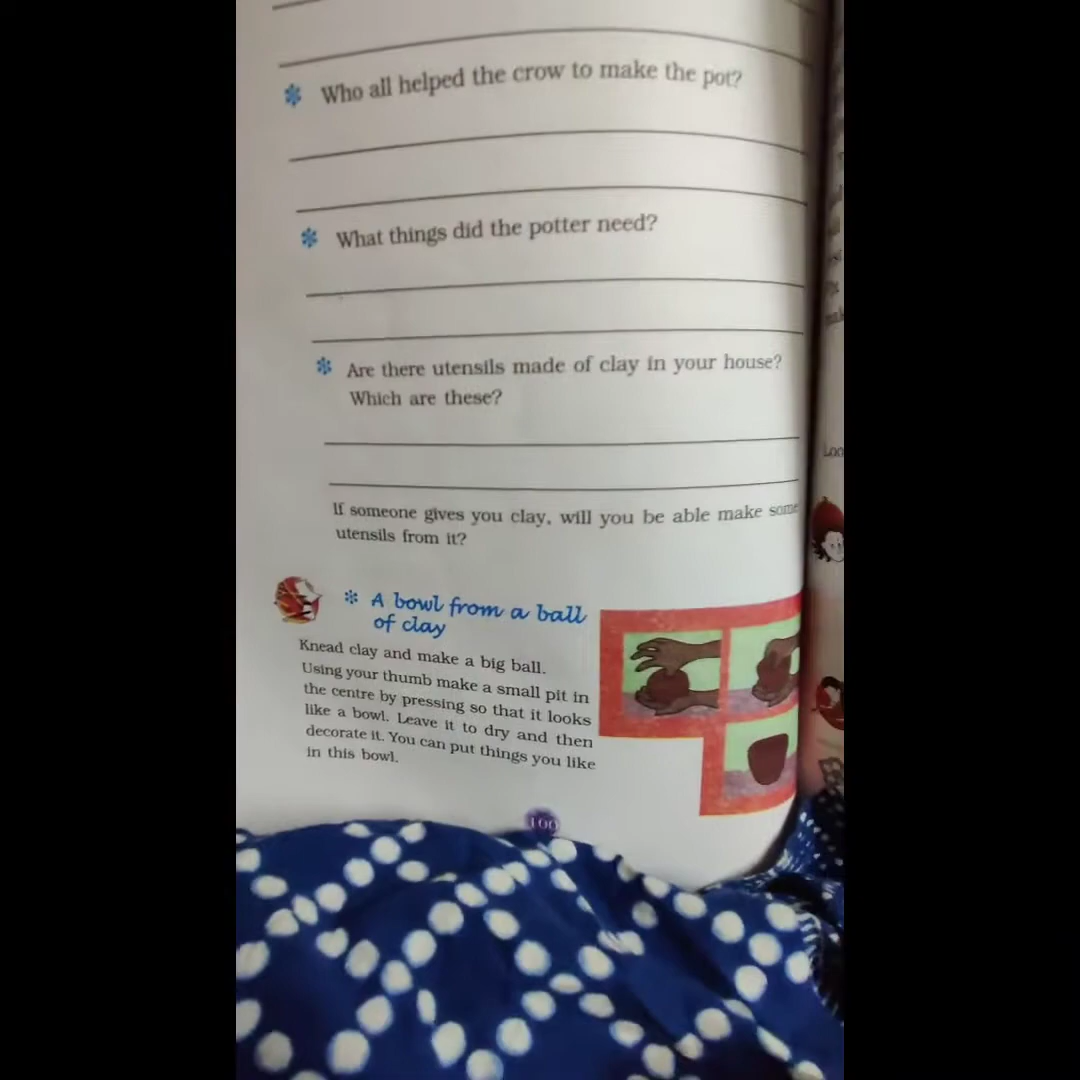 Who all helped the crow to make the pot?
What things did the potter need?
Are there utensils made of clay in your house?
Which are these?
If someone gives you clay, will you be able make some
utensils from it?
A bowl from a ball
of clay
Knead clay and make a big ball.
Using your thumb make a small pit in
the centre by pressing so that it looks
like a bowl. Leave it to dry and then
decorate it. You can put things you like
in this bowl.
100